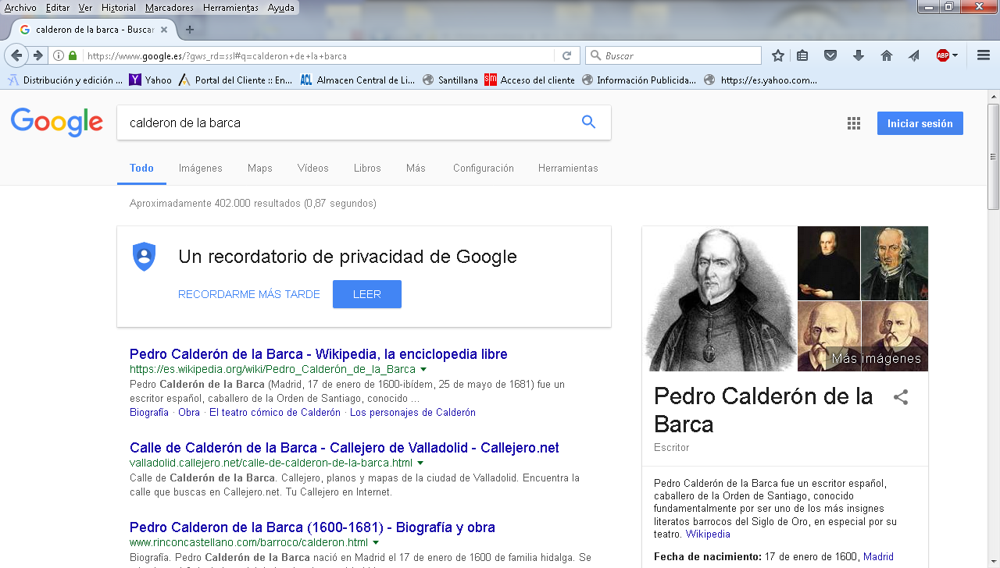 Archivo Editar Ver Historial Marcadores Herramientas Ayuda
calderon de la barca - Buscar
https://www.google.es/?gws_rd=ssl#q=calderon+de+la+barca
Buscar
ABP
Distribución y edición ... Yahoo Portal del Cliente :: En... ACL Almacen Central de Li... Santillana sm Acceso del cliente Información Publicida... https://es.yahoo.com...
Google
calderon de la barca
Iniciar sesión
Todo Imágenes Maps Vídeos Libros Más Configuración Herramientas
Aproximadamente 402.000 resultados (0,87 segundos)
Un recordatorio de privacidad de Google
RECORDARME MÁS TARDE LEER
Pedro Calderón de la Barca - Wikipedia, la enciclopedia libre
https://es.wikipedia.org/wiki/Pedro_Calderón_de_la_Barca
Pedro Calderón de la Barca (Madrid, 17 de enero de 1600-ibídem, 25 de mayo de 1681) fue un
escritor español, caballero de la Orden de Santiago, conocido ...
Biografía · Obra · El teatro cómico de Calderón · Los personajes de Calderón
Calle de Calderón de la Barca - Callejero de Valladolid - Callejero.net
valladolid.callejero.net/calle-de-calderon-de-la-barca.html
Calle de Calderón de la Barca. Callejero, planos y mapas de la ciudad de Valladolid. Encuentra la
calle que buscas en Callejero.net. Tu Callejero en Internet.
Pedro Calderon de la Barca (1600-1681) - Biografía y obra
www.rinconcastellano.com/barroco/calderon.html
Biografía. Pedro Calderón de la Barca nació en Madrid el 17 de enero de 1600 de familia hidalga. Se
Más imágenes
Pedro Calderón de la
Barca
Escritor
Pedro Calderón de la Barca fue un escritor español,
caballero de la Orden de Santiago, conocido
fundamentalmente por ser uno de los más insignes
literatos barrocos del Siglo de Oro, en especial por su
teatro. Wikipedia
Fecha de nacimiento: 17 de enero de 1600, Madrid